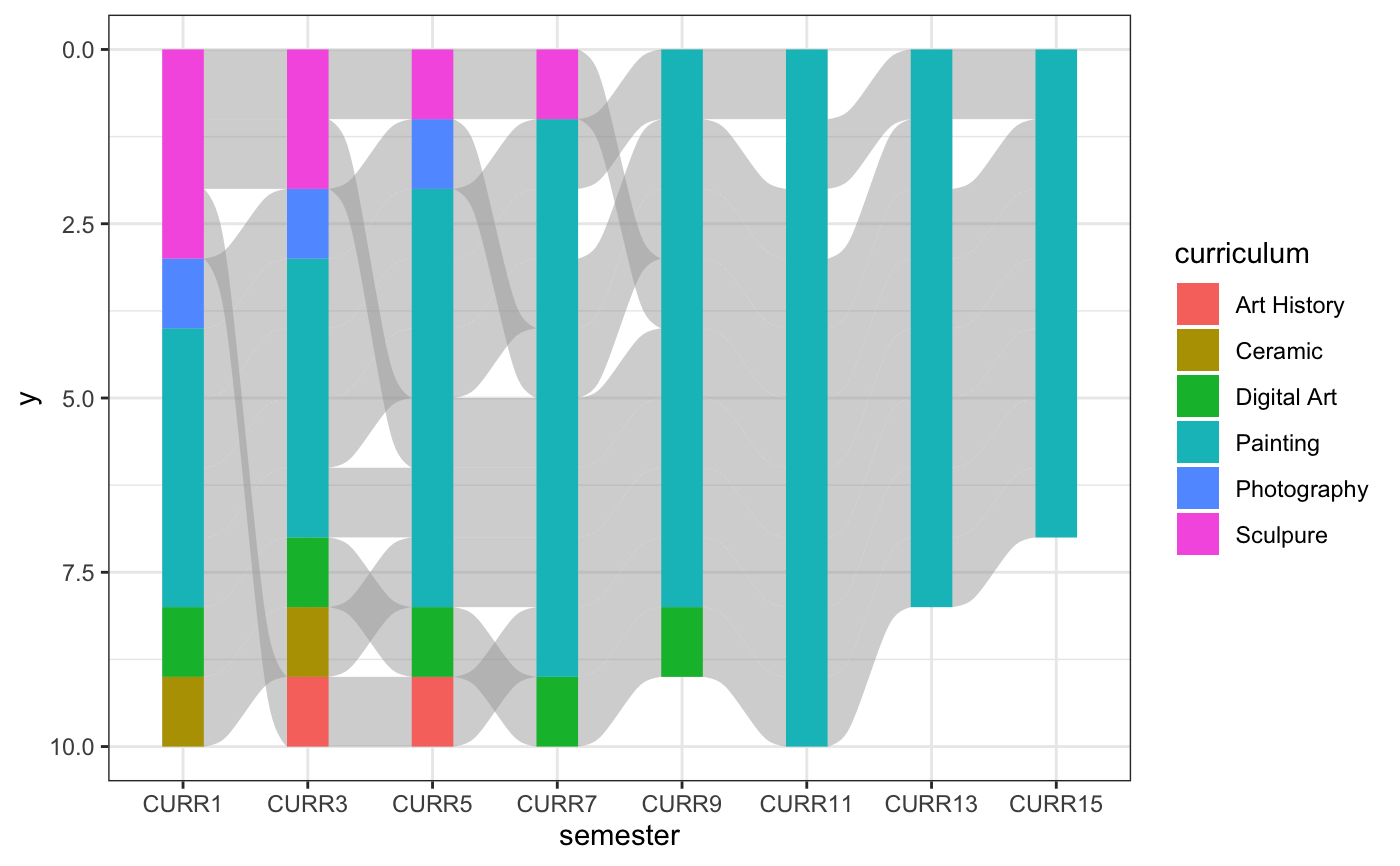 0.0
2.5
5.0
7.5
10.0
y
CURR1 CURR3 CURR5 CURR7 CURR9 CURR11 CURR13 CURR15
semester
curriculum
Art History
Ceramic
Digital Art
Painting
Photography
Sculpure